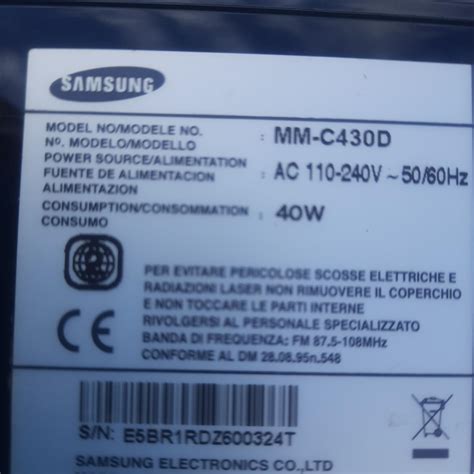 SAMSUNG
MODEL NO/MODELE NO.
Nº. MODELO/MODELLO
: MM-C430D
POWER SOURCE/ALIMENTATION
FUENTE DE ALIMENTACION
ALIMENTAZION
: AC 110-240V ~ 50/60Hz
CONSUMPTION/CONSOMMATION
CONSUMO
: 40W
PER EVITARE PERICOLOSE SCOSSE ELETTRICHE E
RADIAZIONI LASER NON RIMUOVERE IL COPERCHIO
E NON TOCCARE LE PARTI INTERNE
RIVOLGERSI AL PERSONALE SPECIALIZZATO
BANDA DI FREQUENZA: FM 87.5-108MHz
CONFORME AL DM 28.08.95n.548
CE
S/N: E5BR1RDZ600324T
SAMSUNG ELECTRONICS CO., LTD